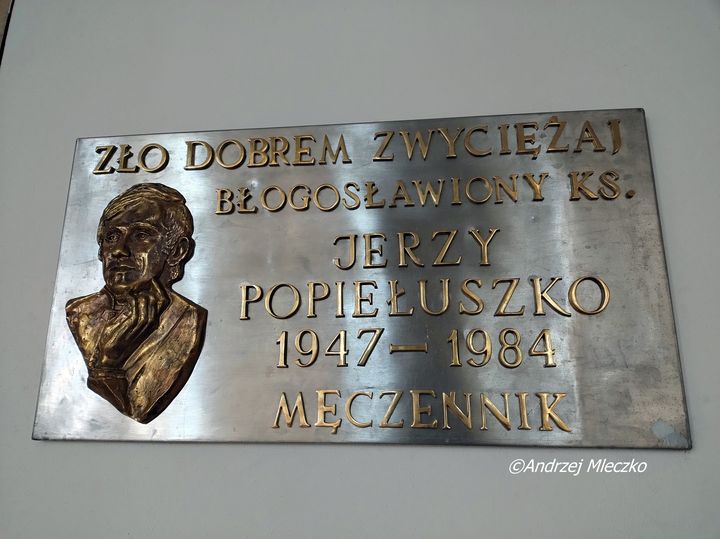 ZŁO DOBREM ZWYCIĘŻAJ
BŁOGOSŁAWIONY KS.
JERZY
POPIEŁUSZKO
1947 – 1984
MĘCZENNIK
©Andrzej Mleczko